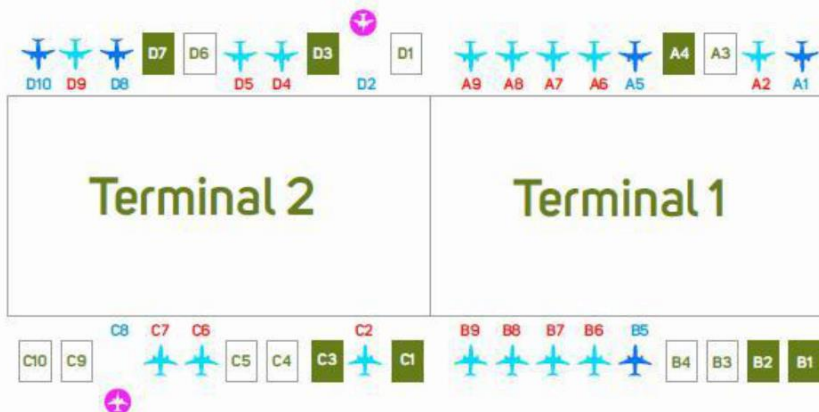 D7 D6 D3 D1 A4 A3
D10 D9 D8 D5 D4 D2 A9 A8 A7 A6 A5 A2 A1
Terminal 2 Terminal 1
C8 C7 C6 C2 B9 B8 B7 B6 B5
C10 C9 C5 C4 C3 C1 B4 B3 B2 B1